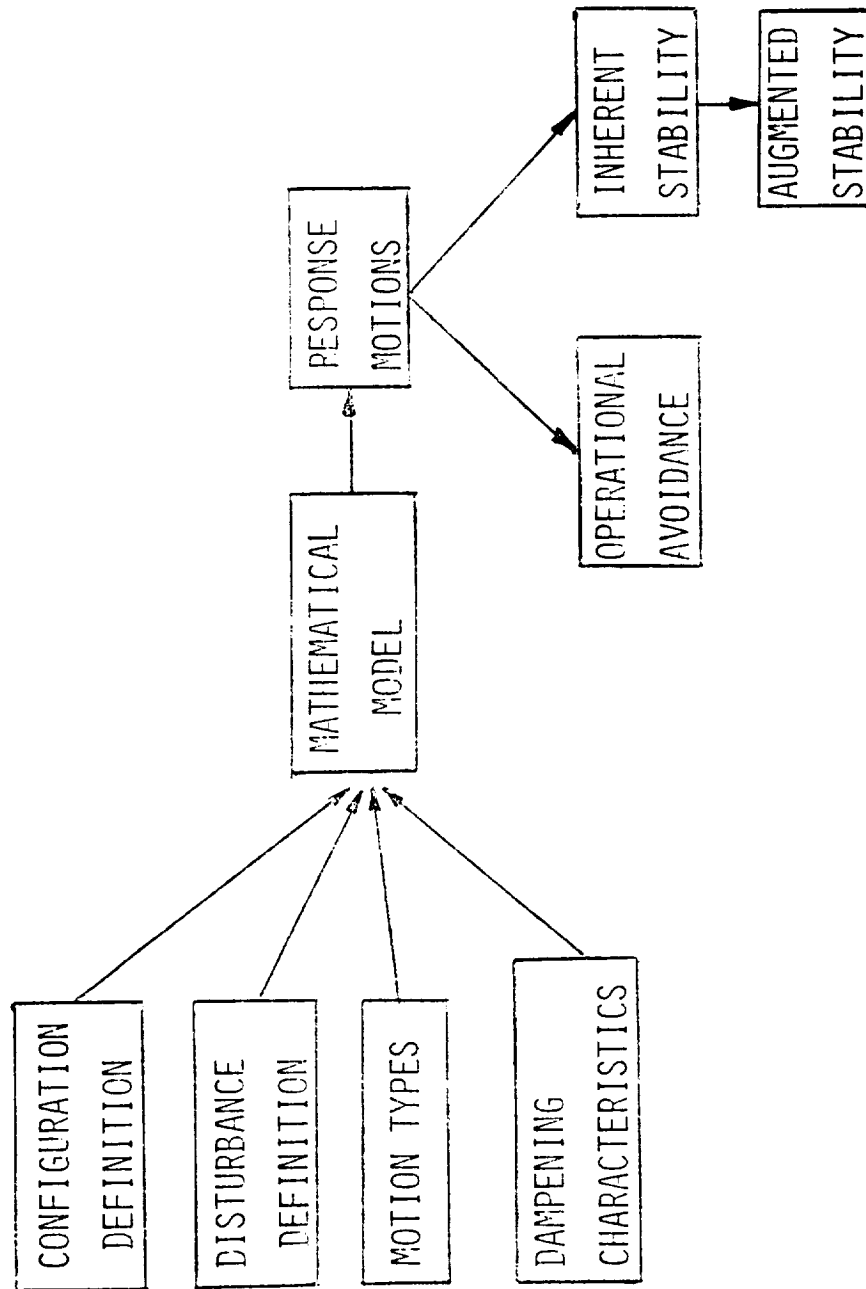 CONFIGURATION
DEFINITION
DISTURBANCE
DEFINITION
MOTION TYPES
DAMPENING
CHARACTERISTICS
MATHEMATICAL
MODEL
RESPONSE
MOTIONS
OPERATIONAL
AVOIDANCE
INHERENT
STABILITY
AUGMENTED
STABILITY